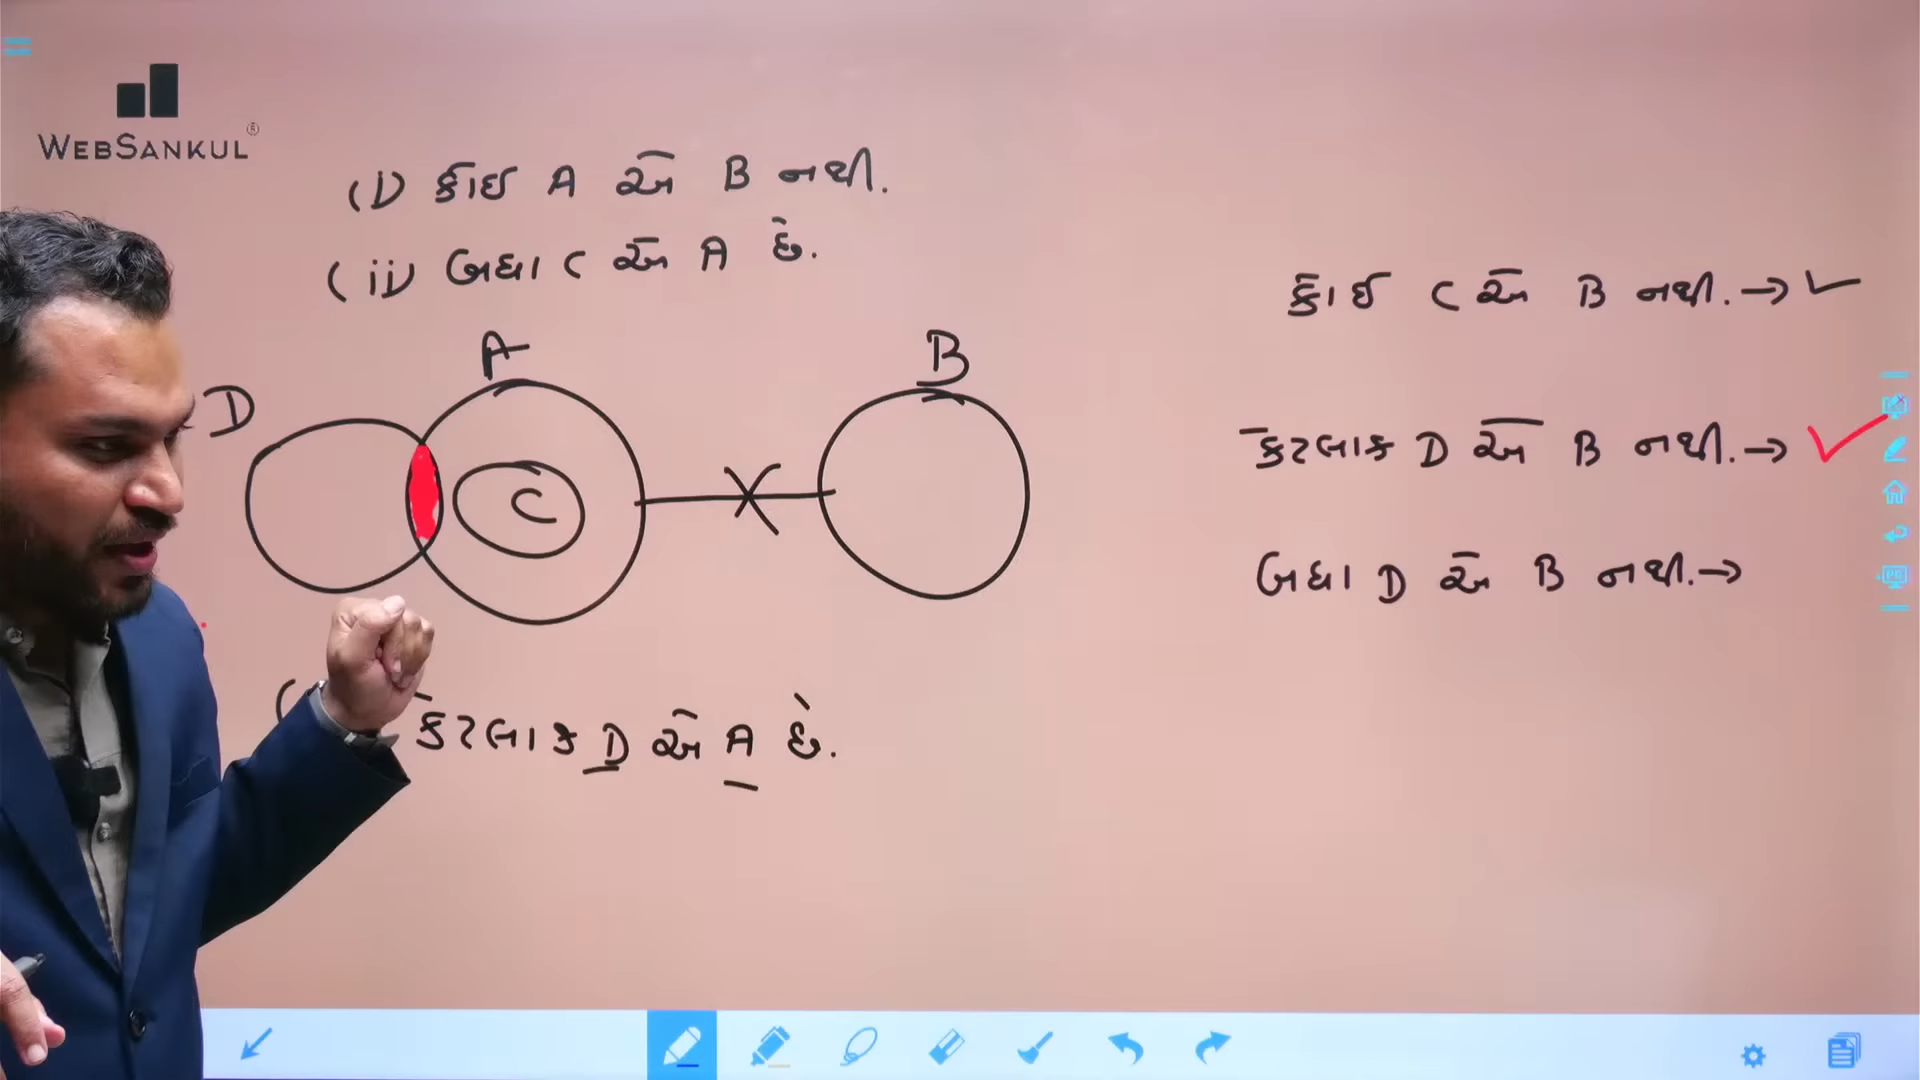 WEBSANKUL®
(i) કોઈ A એ B નથી.
(ii) બધા C એ A છે.
A
B
D
C
કેટલાક D એ A છે.
કોઈ C એ B નથી. → ✓
કેટલાક D એ B નથી. → ✓
બધા D એ B નથી. →